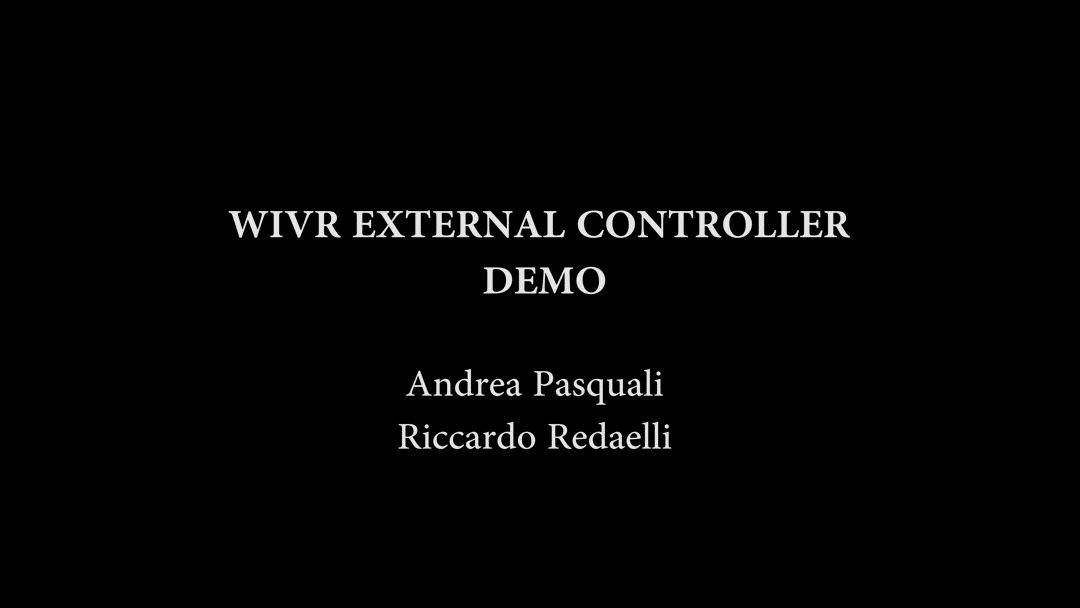 WIVR EXTERNAL CONTROLLER
DEMO
Andrea Pasquali
Riccardo Redaelli